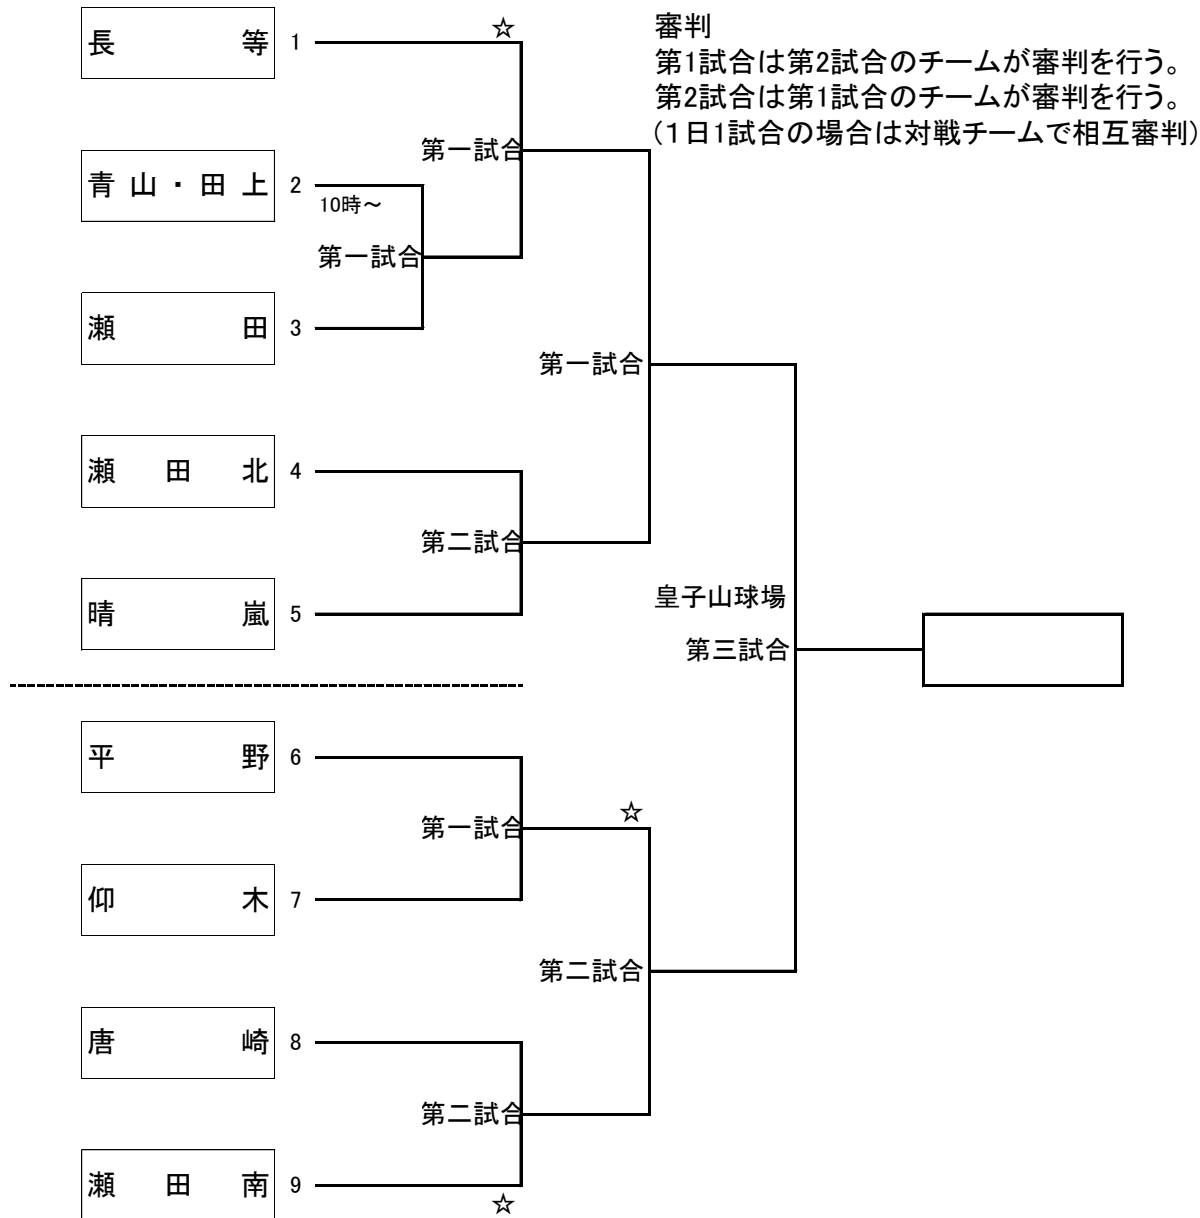 ☆
長等 1
審判
第1試合は第2試合のチームが審判を行う。
第2試合は第1試合のチームが審判を行う。
(1日1試合の場合は対戦チームで相互審判)
第一試合
青山・田上 2
10時～
第一試合
瀬田 3
第一試合
瀬田北 4
第二試合
晴嵐 5
皇子山球場
第三試合
平野 6
☆
第一試合
仰木 7
第二試合
唐崎 8
第二試合
瀬田南 9
☆